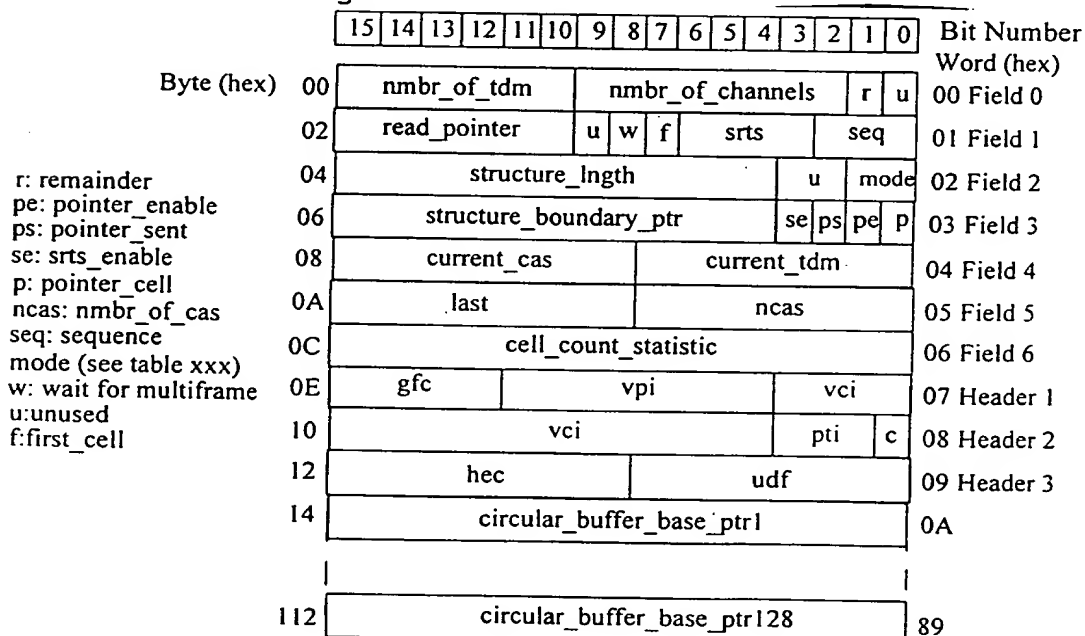 15 14 13 12 11 10 9 8 7 6 5 4 3 2 1 0 Bit Number
Word (hex)
Byte (hex) 00 nmbr_of_tdm nmbr_of_channels r u 00 Field 0
02 read_pointer u w f srts seq 01 Field 1
04 structure_lngth u mode 02 Field 2
06 structure_boundary_ptr se ps pe p 03 Field 3
08 current_cas current_tdm 04 Field 4
0A last ncas 05 Field 5
0C cell_count_statistic 06 Field 6
0E gfc vpi vci 07 Header 1
10 vci pti c 08 Header 2
12 hec udf 09 Header 3
14 circular_buffer_base_ptr1 0A
112 circular_buffer_base_ptr128 89
r: remainder
pe: pointer_enable
ps: pointer_sent
se: srts_enable
p: pointer_cell
ncas: nmbr_of_cas
seq: sequence
mode (see table xxx)
w: wait for multiframe
u:unused
f:first_cell